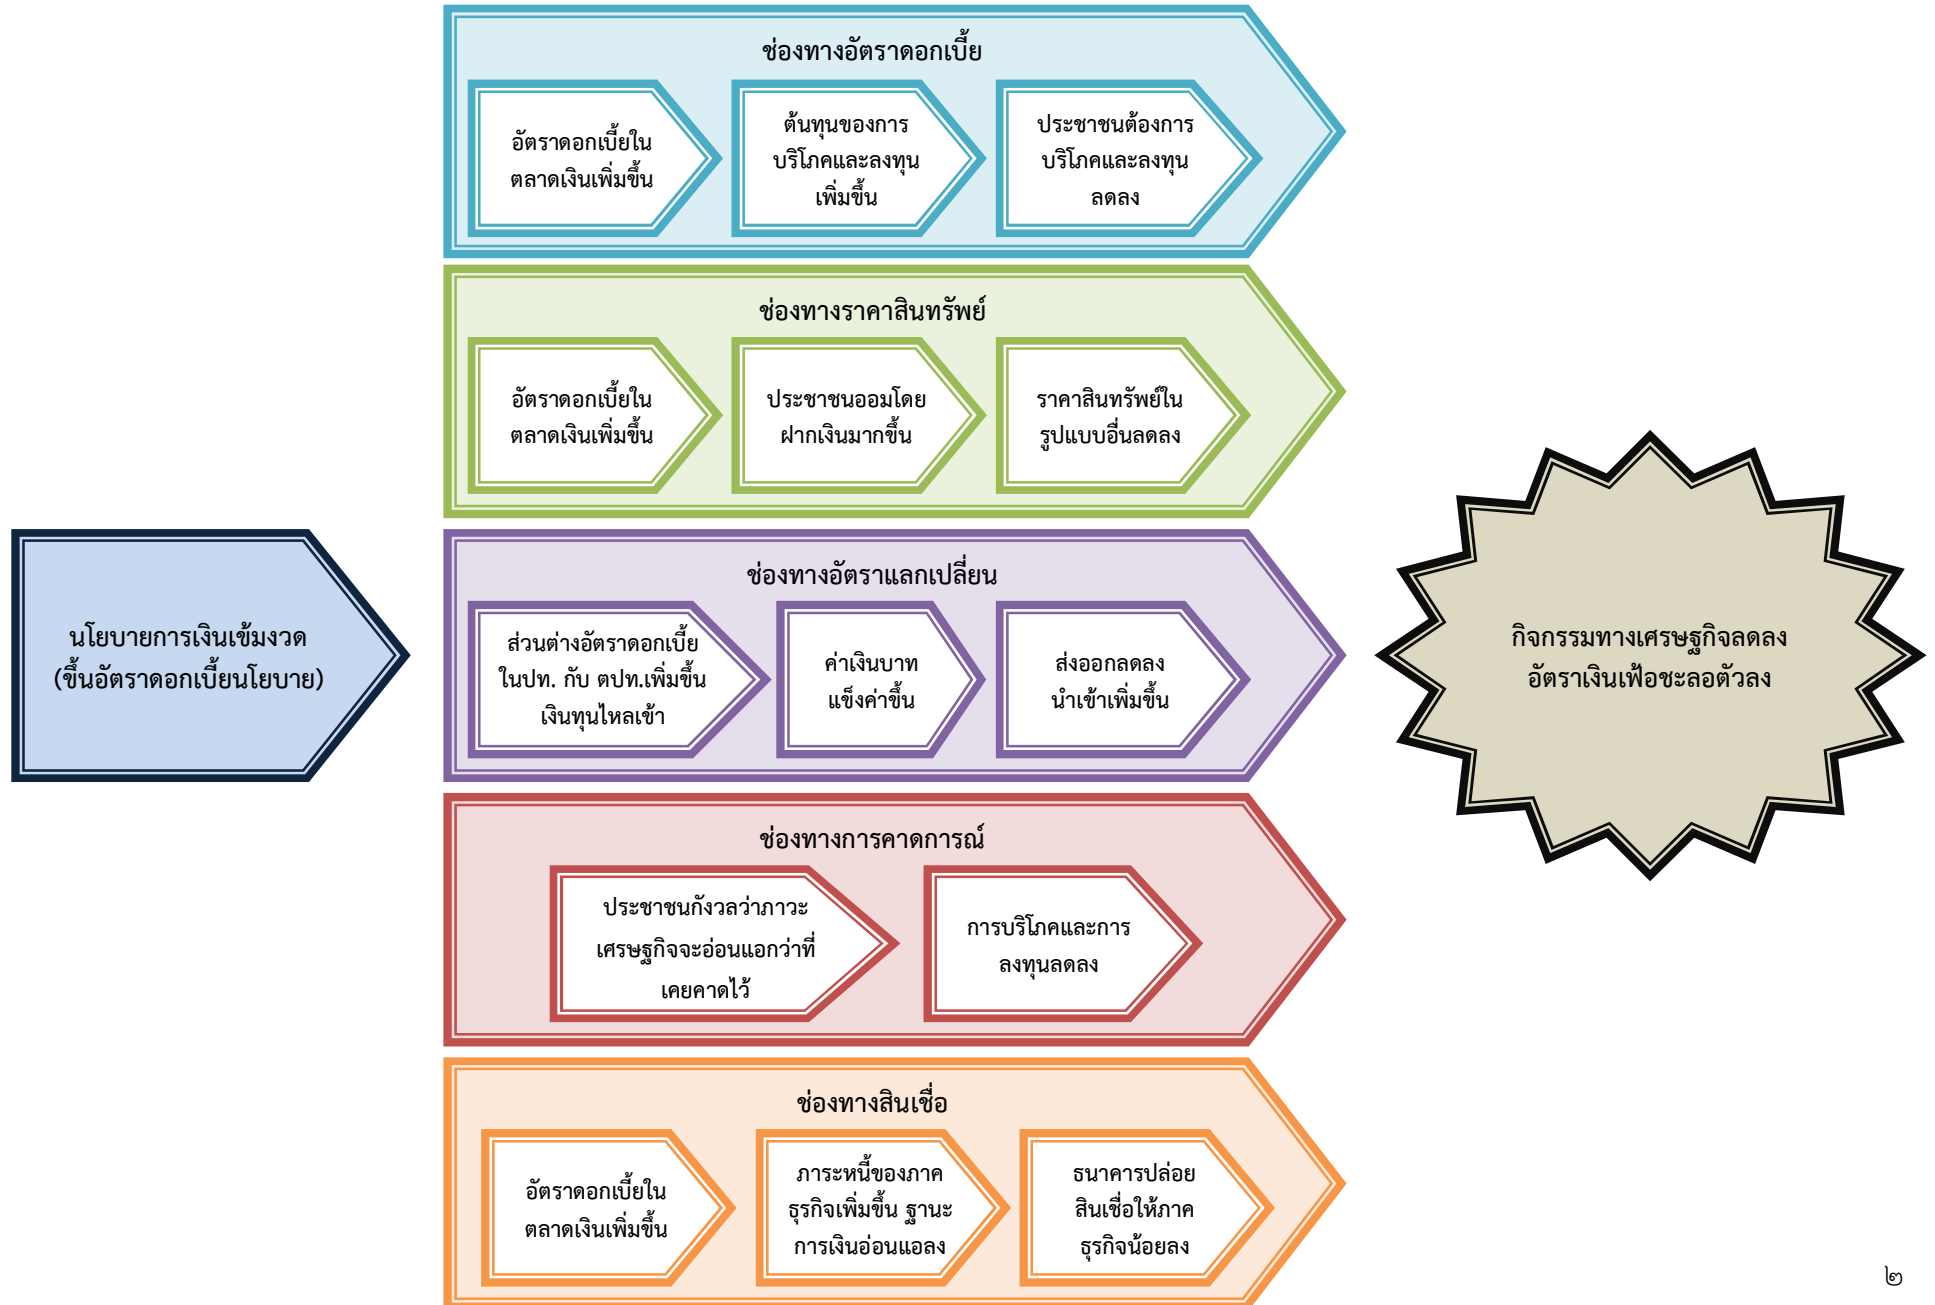 ช่องทางอัตราดอกเบี้ย
อัตราดอกเบี้ยใน
ตลาดเงินเพิ่มขึ้น
ต้นทุนของการ
บริโภคและลงทุน
เพิ่มขึ้น
ประชาชนต้องการ
บริโภคและลงทุน
ลดลง
ช่องทางราคาสินทรัพย์
อัตราดอกเบี้ยใน
ตลาดเงินเพิ่มขึ้น
ประชาชนออมโดย
ฝากเงินมากขึ้น
ราคาสินทรัพย์ใน
รูปแบบอื่นลดลง
นโยบายการเงินเข้มงวด
(ขึ้นอัตราดอกเบี้ยนโยบาย)
ช่องทางอัตราแลกเปลี่ยน
ส่วนต่างอัตราดอกเบี้ย
ในปท. กับ ตปท.เพิ่มขึ้น
เงินทุนไหลเข้า
ค่าเงินบาท
แข็งค่าขึ้น
ส่งออกลดลง
นำเข้าเพิ่มขึ้น
กิจกรรมทางเศรษฐกิจลดลง
อัตราเงินเฟ้อชะลอตัวลง
ช่องทางการคาดการณ์
ประชาชนกังวลว่าภาวะ
เศรษฐกิจจะอ่อนแอกว่าที่
เคยคาดไว้
การบริโภคและการ
ลงทุนลดลง
ช่องทางสินเชื่อ
อัตราดอกเบี้ยใน
ตลาดเงินเพิ่มขึ้น
ภาระหนี้ของภาค
ธุรกิจเพิ่มขึ้น ฐานะ
การเงินอ่อนแอลง
ธนาคารปล่อย
สินเชื่อให้ภาค
ธุรกิจน้อยลง
๒